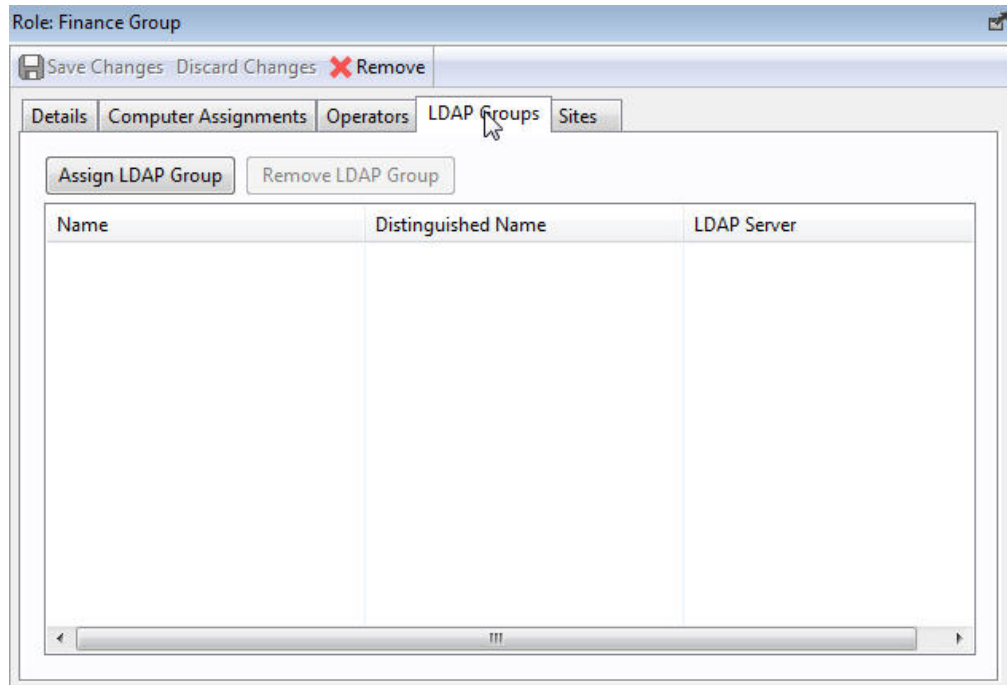 Role: Finance Group
Save Changes Discard Changes Remove
Details Computer Assignments Operators LDAP Groups Sites
Assign LDAP Group Remove LDAP Group
Name Distinguished Name LDAP Server